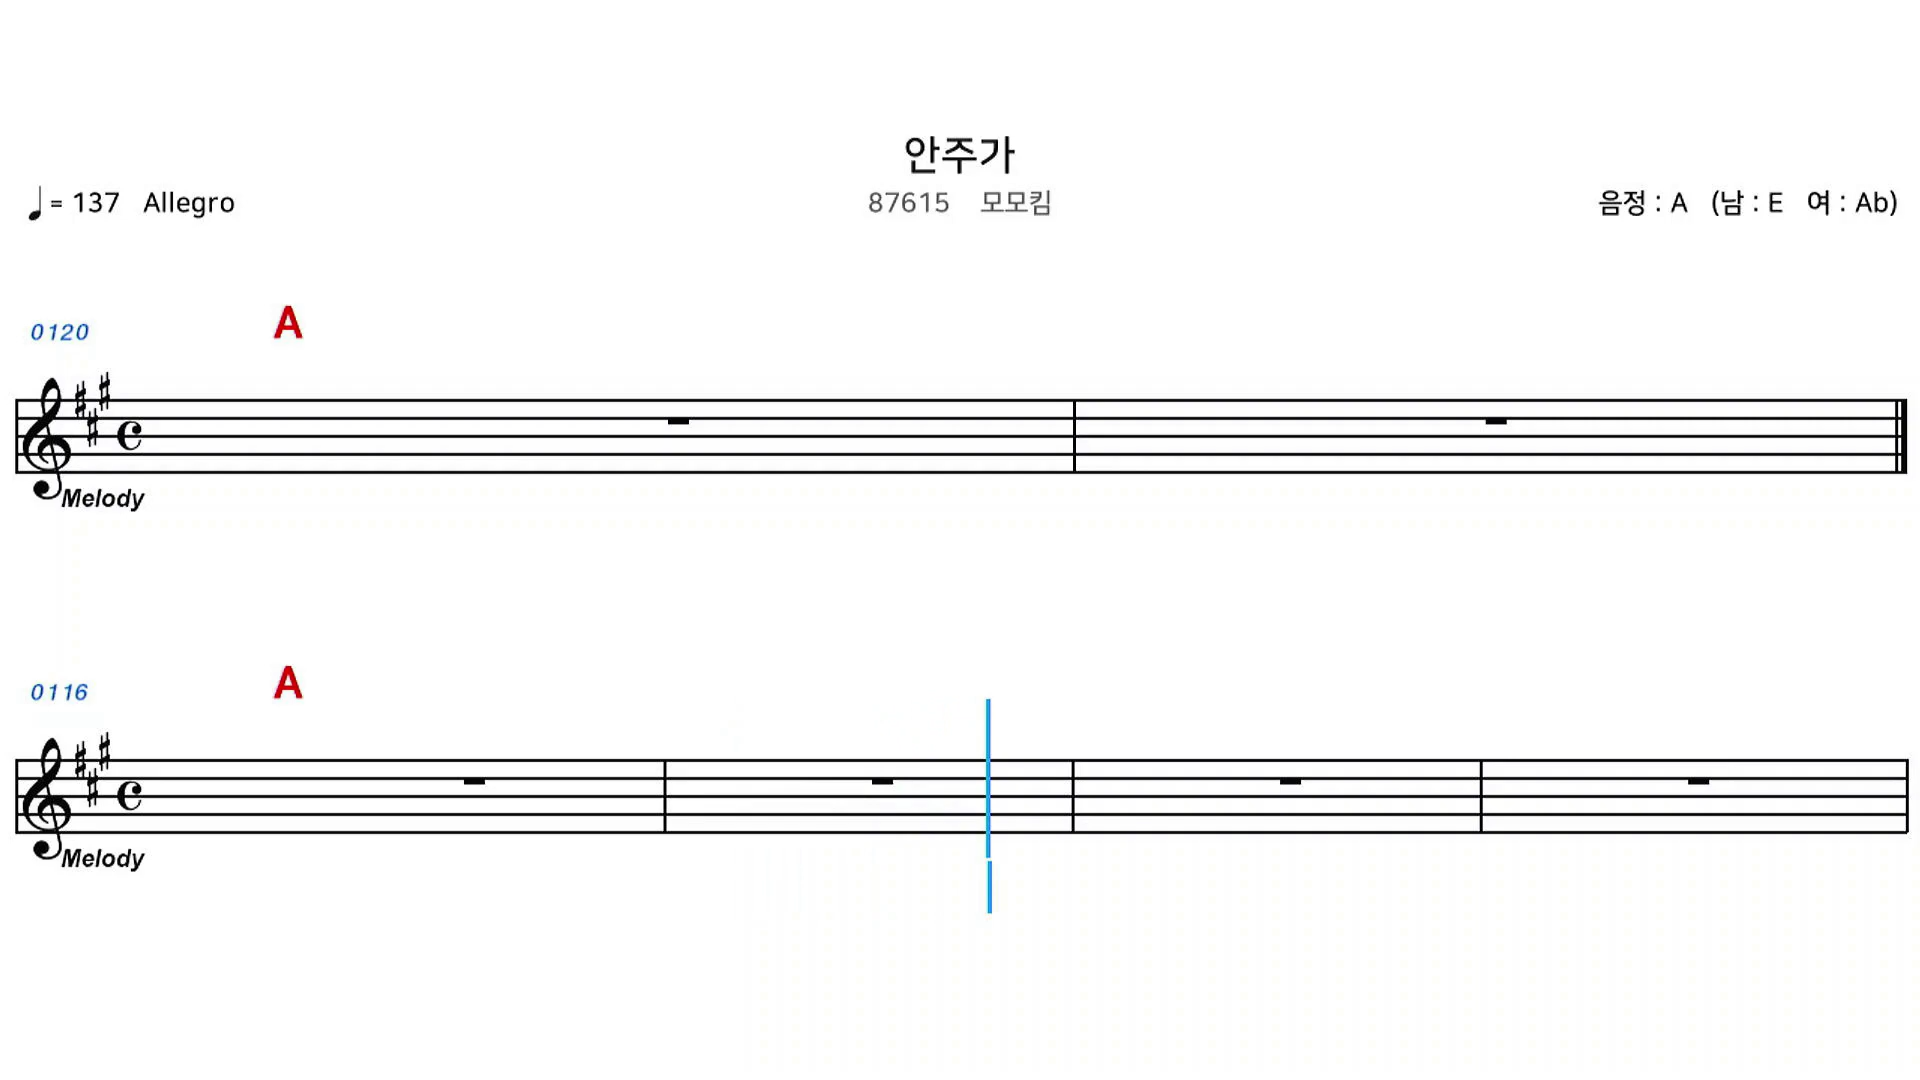 안주가
= 137 Allegro
87615 모모킴
음정 : A (남 : E 여 : Ab)
0120 A
Melody
0116 A
Melody